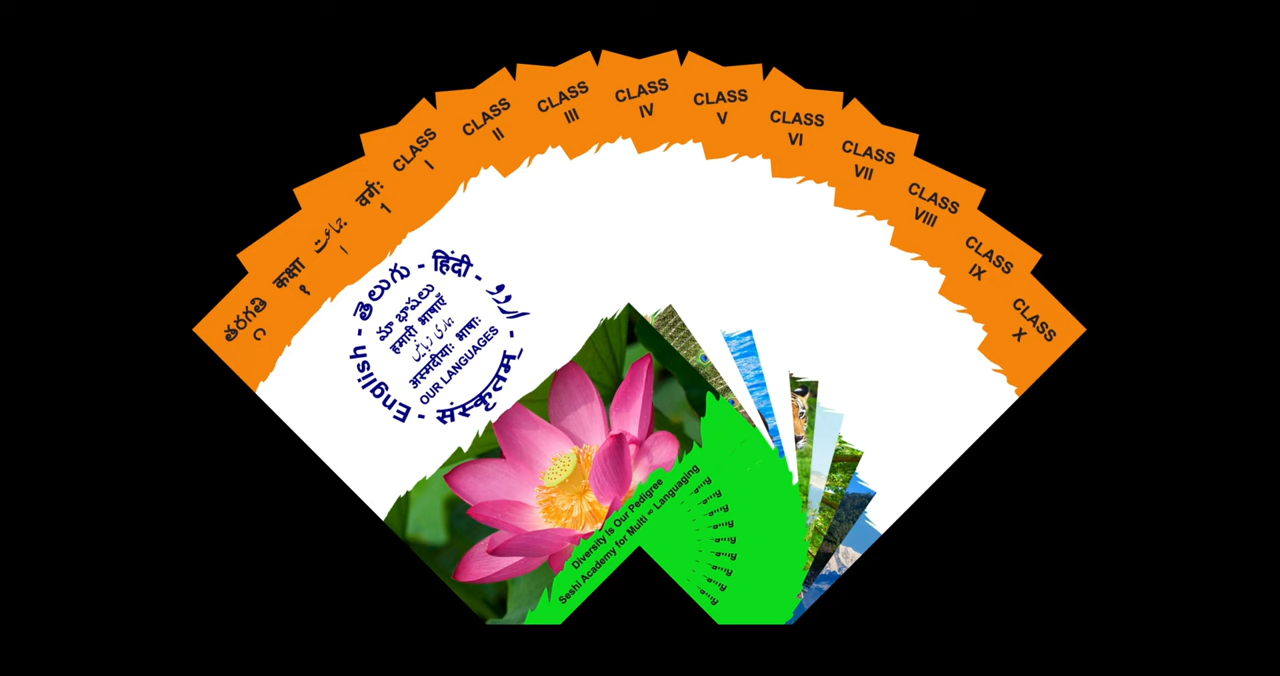 తరగతి
౧
कक्षा
१
جماعت
۱
वर्गः
1
CLASS
I
CLASS
II
CLASS
III
CLASS
IV
CLASS
V
CLASS
VI
CLASS
VII
CLASS
VIII
CLASS
IX
CLASS
X
English - తెలుగు - हिंदी - اردو - संस्कृतम् -
మా భాషలు
हमारी भाषाएँ
ہماری زبانیں
अस्मदीयाः भाषाः
OUR LANGUAGES
Diversity is Our Pedigree
Seshi Academy for Multi ∞ Languaging